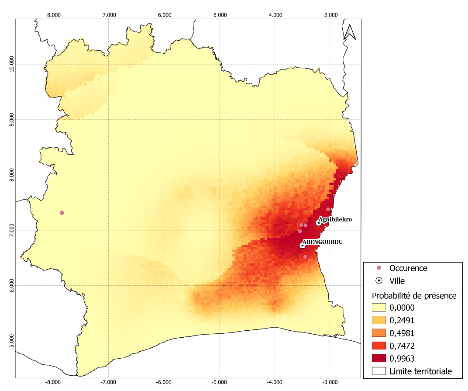 -8.000 -7.000 -6.000 -5.000 -4.000 -3.000
10.000
9.000
8.000
7.000
6.000
5.000
Agnibilekro
ABENGOUROU
-8.000 -7.000 -6.000 -5.000 -4.000 -3.000
Occurence
Ville
Probabilité de présence
0,0000
0,2491
0,4981
0,7472
0,9963
Limite territoriale